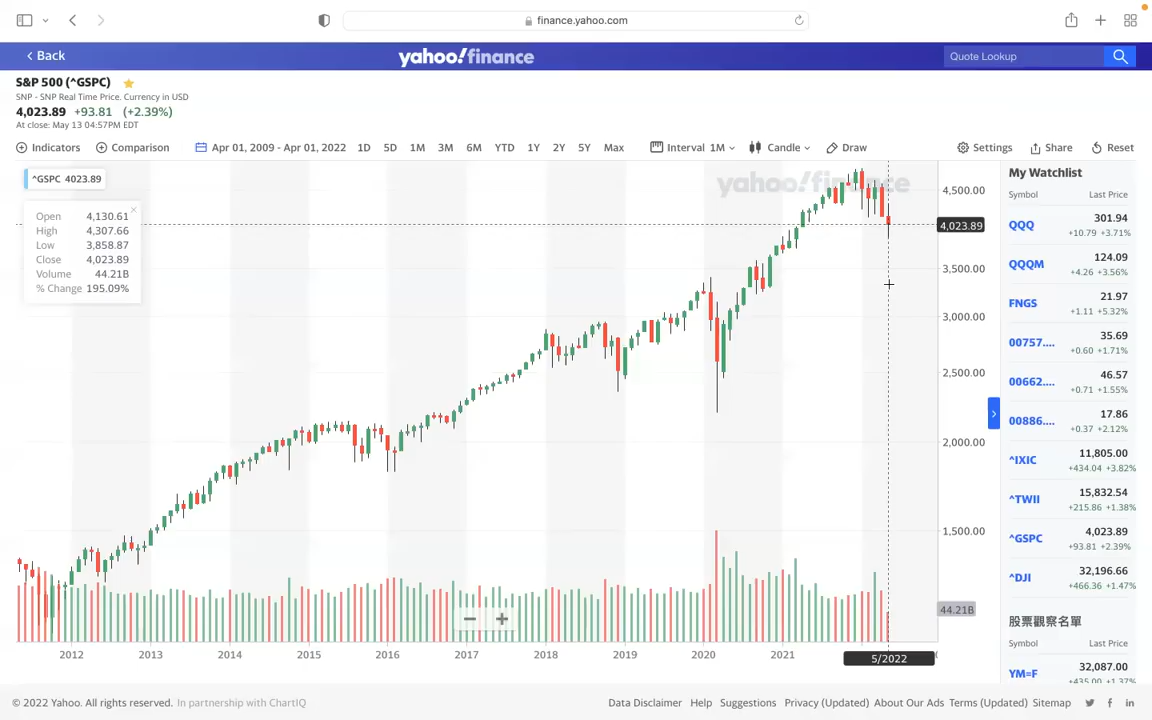 finance.yahoo.com
Back
yahoo!finance
Quote Lookup
S&P 500 (^GSPC)
SNP - SNP Real Time Price. Currency in USD
4,023.89 +93.81 (+2.39%)
At close: May 13 04:57PM EDT
Indicators Comparison Apr 01, 2009 - Apr 01, 2022 1D 5D 1M 3M 6M YTD 1Y 2Y 5Y Max Interval 1M Candle Draw Settings Share Reset
^GSPC 4023.89
Open 4,130.61
High 4,307.66
Low 3,858.87
Close 4,023.89
Volume 44.21B
% Change 195.09%
yahoo!finance
4,500.00
4,023.89
3,500.00
3,000.00
2,500.00
2,000.00
1,500.00
44.21B
2012 2013 2014 2015 2016 2017 2018 2019 2020 2021 5/2022
My Watchlist
Symbol Last Price
QQQ 301.94
+10.79 +3.71%
QQQM 124.09
+4.26 +3.56%
FNGS 21.97
+1.11 +5.32%
00757.... 35.69
+0.60 +1.71%
00662.... 46.57
+0.71 +1.55%
00886.... 17.86
+0.37 +2.12%
^IXIC 11,805.00
+434.04 +3.82%
^TWII 15,832.54
+215.86 +1.38%
^GSPC 4,023.89
+93.81 +2.39%
^DJI 32,196.66
+466.36 +1.47%
股票觀察名單
Symbol Last Price
YM=F 32,087.00
+435.00 +1.37%
© 2022 Yahoo. All rights reserved. In partnership with ChartIQ
Data Disclaimer Help Suggestions Privacy (Updated) About Our Ads Terms (Updated) Sitemap